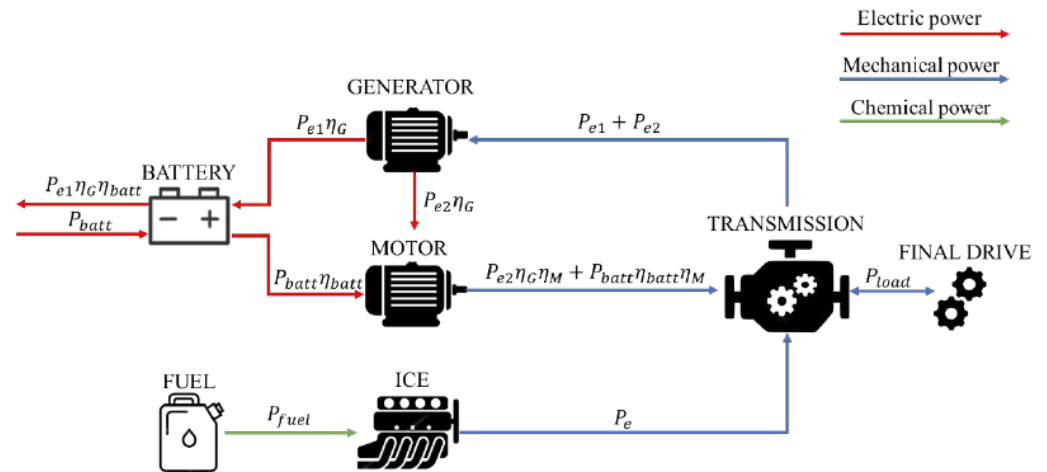 Electric power
Mechanical power
Chemical power
GENERATOR
P_{e1}η_G
P_{e1} + P_{e2}
BATTERY
P_{e1}η_Gη_{batt}
P_{batt}
− +
P_{e2}η_G
MOTOR
P_{batt}η_{batt}
P_{e2}η_Gη_M + P_{batt}η_{batt}η_M
TRANSMISSION
FINAL DRIVE
P_{load}
FUEL
ICE
P_{fuel}
P_e